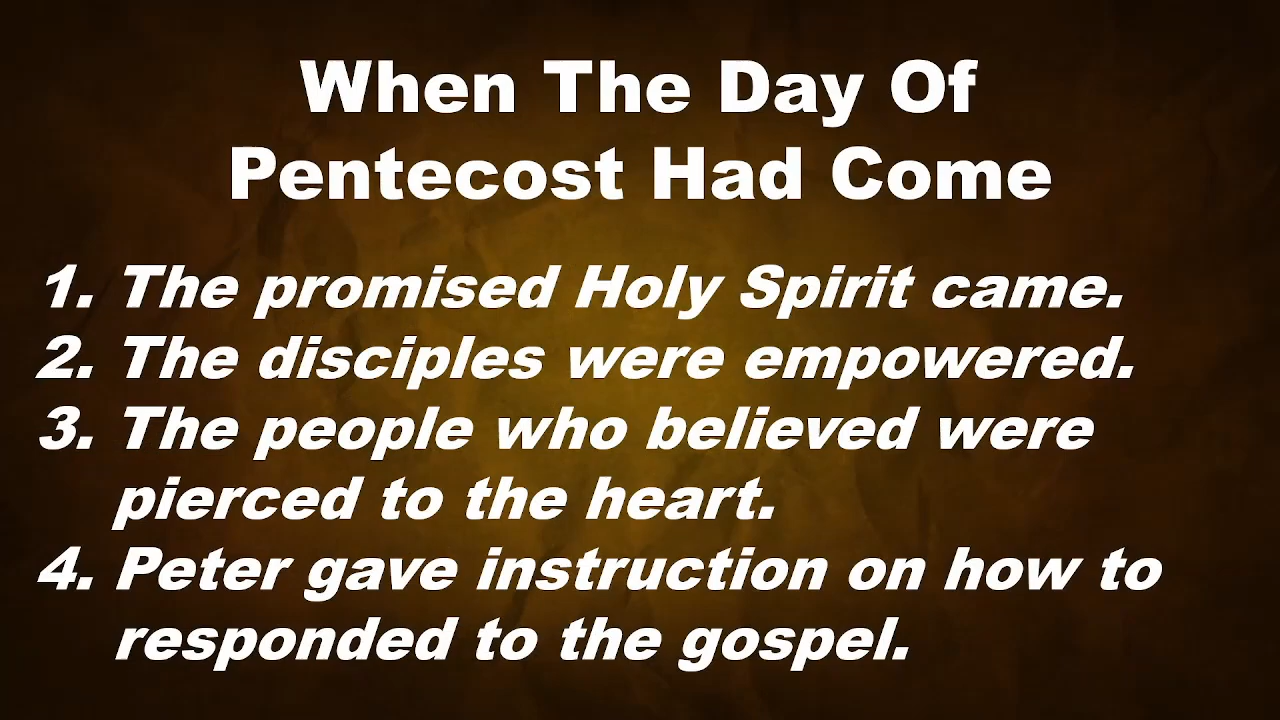 When The Day Of
Pentecost Had Come
1. The promised Holy Spirit came.
2. The disciples were empowered.
3. The people who believed were
pierced to the heart.
4. Peter gave instruction on how to
responded to the gospel.